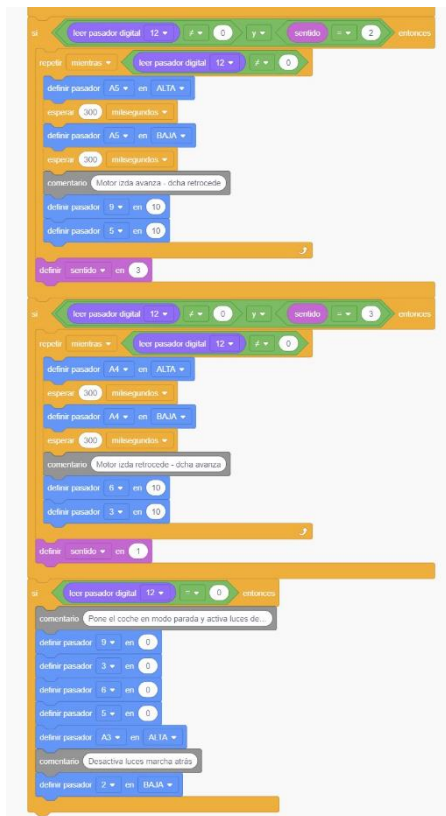 si leer pasador digital 12 ≠ 0 y sentido = 2 entonces
repetir mientras leer pasador digital 12 ≠ 0
definir pasador A5 en ALTA
esperar 300 milisegundos
definir pasador A5 en BAJA
esperar 300 milisegundos
comentario Motor izda avanza - dcha retrocede
definir pasador 9 en 10
definir pasador 5 en 10
definir sentido en 3
si leer pasador digital 12 ≠ 0 y sentido = 3 entonces
repetir mientras leer pasador digital 12 ≠ 0
definir pasador A4 en ALTA
esperar 300 milisegundos
definir pasador A4 en BAJA
esperar 300 milisegundos
comentario Motor izda retrocede - dcha avanza
definir pasador 6 en 10
definir pasador 3 en 10
definir sentido en 1
si leer pasador digital 12 = 0 entonces
comentario Pone el coche en modo parada y activa luces de...
definir pasador 9 en 0
definir pasador 3 en 0
definir pasador 6 en 0
definir pasador 5 en 0
definir pasador A3 en ALTA
comentario Desactiva luces marcha atrás
definir pasador 2 en BAJA